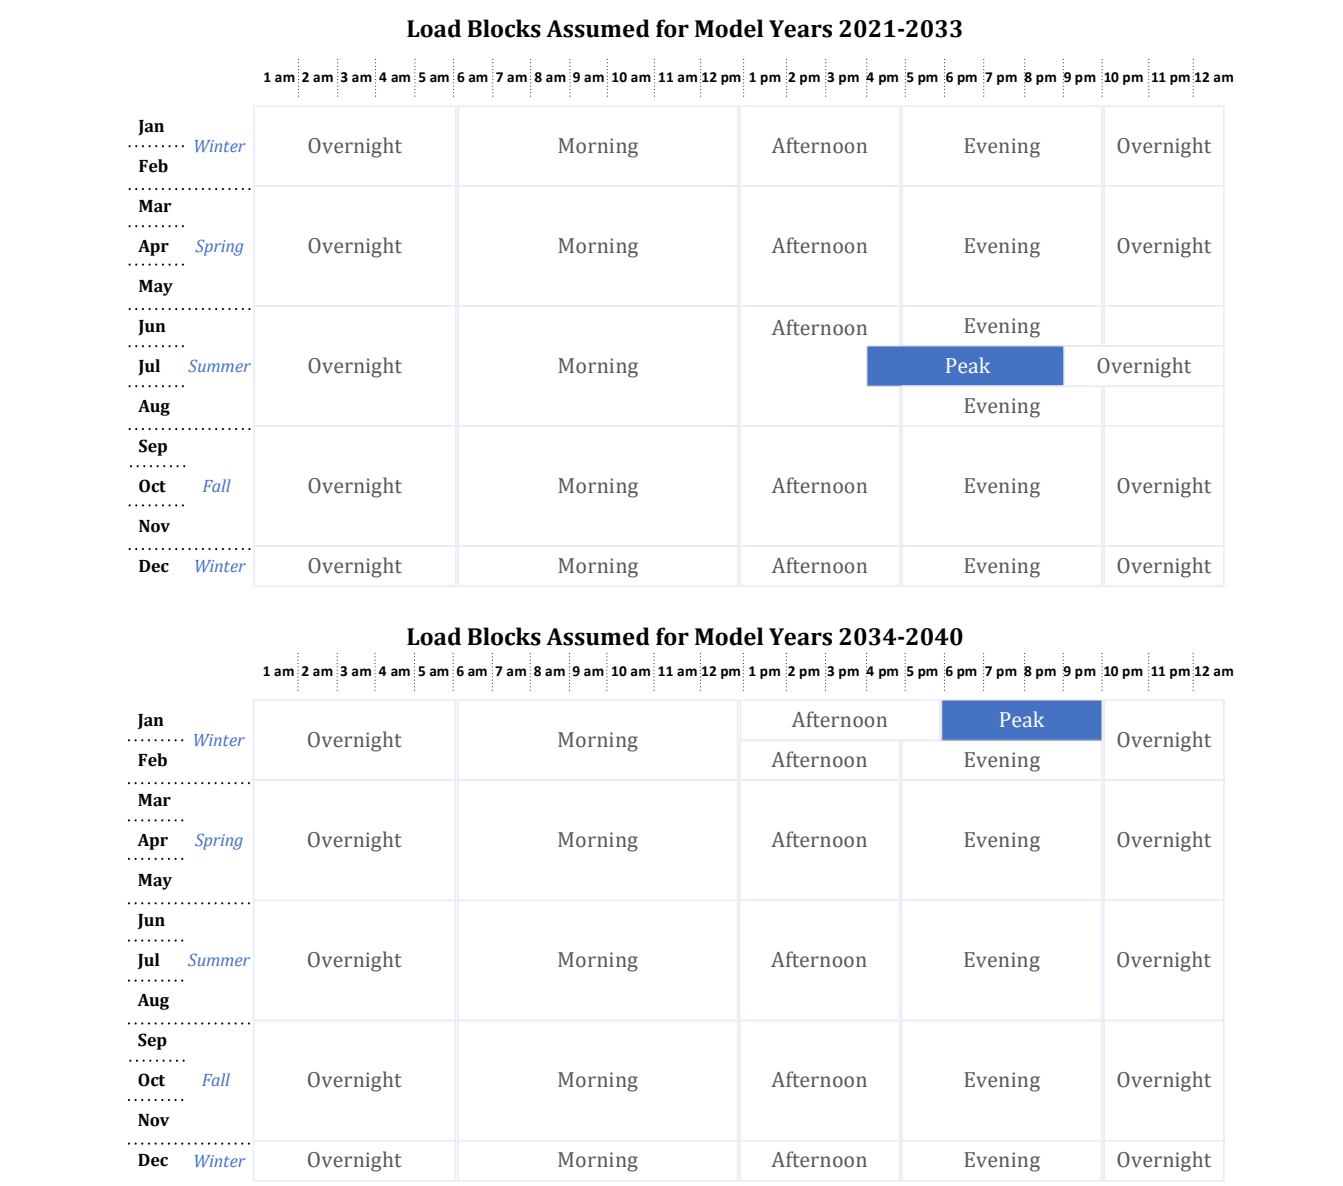 Load Blocks Assumed for Model Years 2021-2033
1 am 2 am 3 am 4 am 5 am 6 am 7 am 8 am 9 am 10 am 11 am 12 pm 1 pm 2 pm 3 pm 4 pm 5 pm 6 pm 7 pm 8 pm 9 pm 10 pm 11 pm 12 am
Jan
Winter Overnight Morning Afternoon Evening Overnight
Feb
Mar
Apr Spring Overnight Morning Afternoon Evening Overnight
May
Jun Afternoon Evening
Jul Summer Overnight Morning Peak Overnight
Aug Evening
Sep
Oct Fall Overnight Morning Afternoon Evening Overnight
Nov
Dec Winter Overnight Morning Afternoon Evening Overnight
Load Blocks Assumed for Model Years 2034-2040
1 am 2 am 3 am 4 am 5 am 6 am 7 am 8 am 9 am 10 am 11 am 12 pm 1 pm 2 pm 3 pm 4 pm 5 pm 6 pm 7 pm 8 pm 9 pm 10 pm 11 pm 12 am
Jan Afternoon Peak
Winter Overnight Morning Overnight
Feb Afternoon Evening
Mar
Apr Spring Overnight Morning Afternoon Evening Overnight
May
Jun
Jul Summer Overnight Morning Afternoon Evening Overnight
Aug
Sep
Oct Fall Overnight Morning Afternoon Evening Overnight
Nov
Dec Winter Overnight Morning Afternoon Evening Overnight